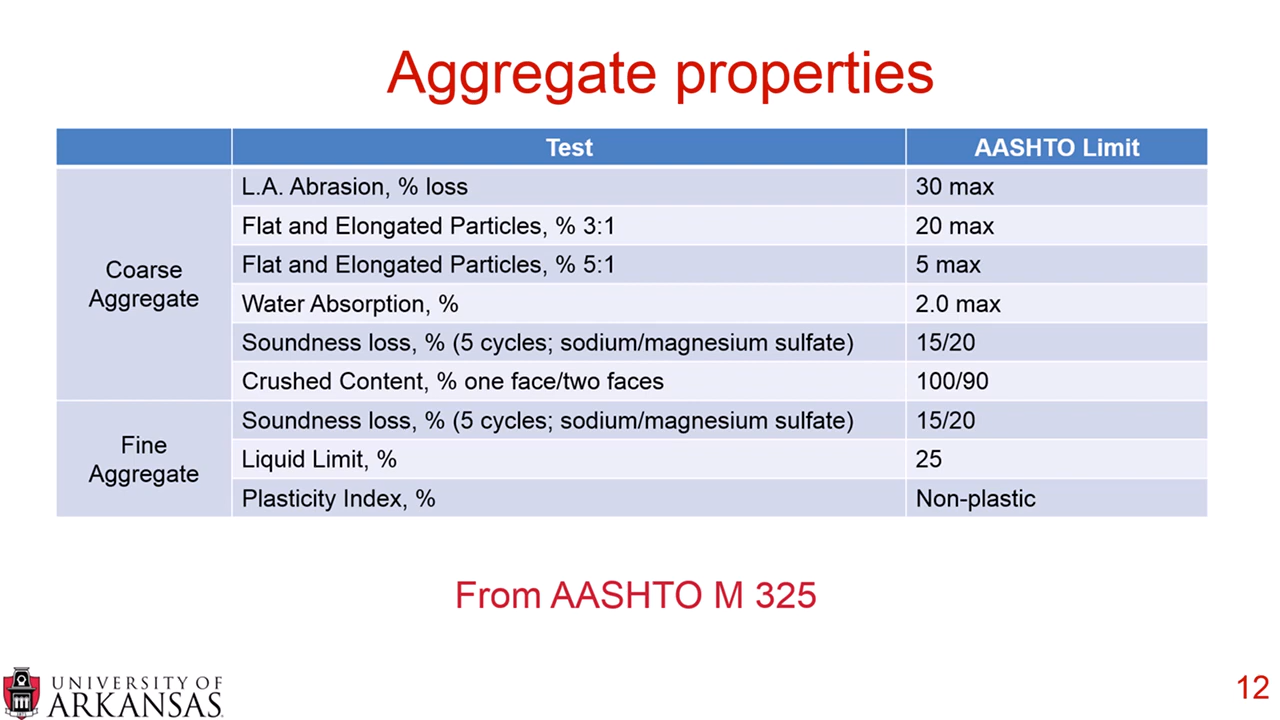 Aggregate properties
Test AASHTO Limit
Coarse Aggregate
L.A. Abrasion, % loss 30 max
Flat and Elongated Particles, % 3:1 20 max
Flat and Elongated Particles, % 5:1 5 max
Water Absorption, % 2.0 max
Soundness loss, % (5 cycles; sodium/magnesium sulfate) 15/20
Crushed Content, % one face/two faces 100/90
Fine Aggregate
Soundness loss, % (5 cycles; sodium/magnesium sulfate) 15/20
Liquid Limit, % 25
Plasticity Index, % Non-plastic
From AASHTO M 325
UNIVERSITY OF
ARKANSAS
12